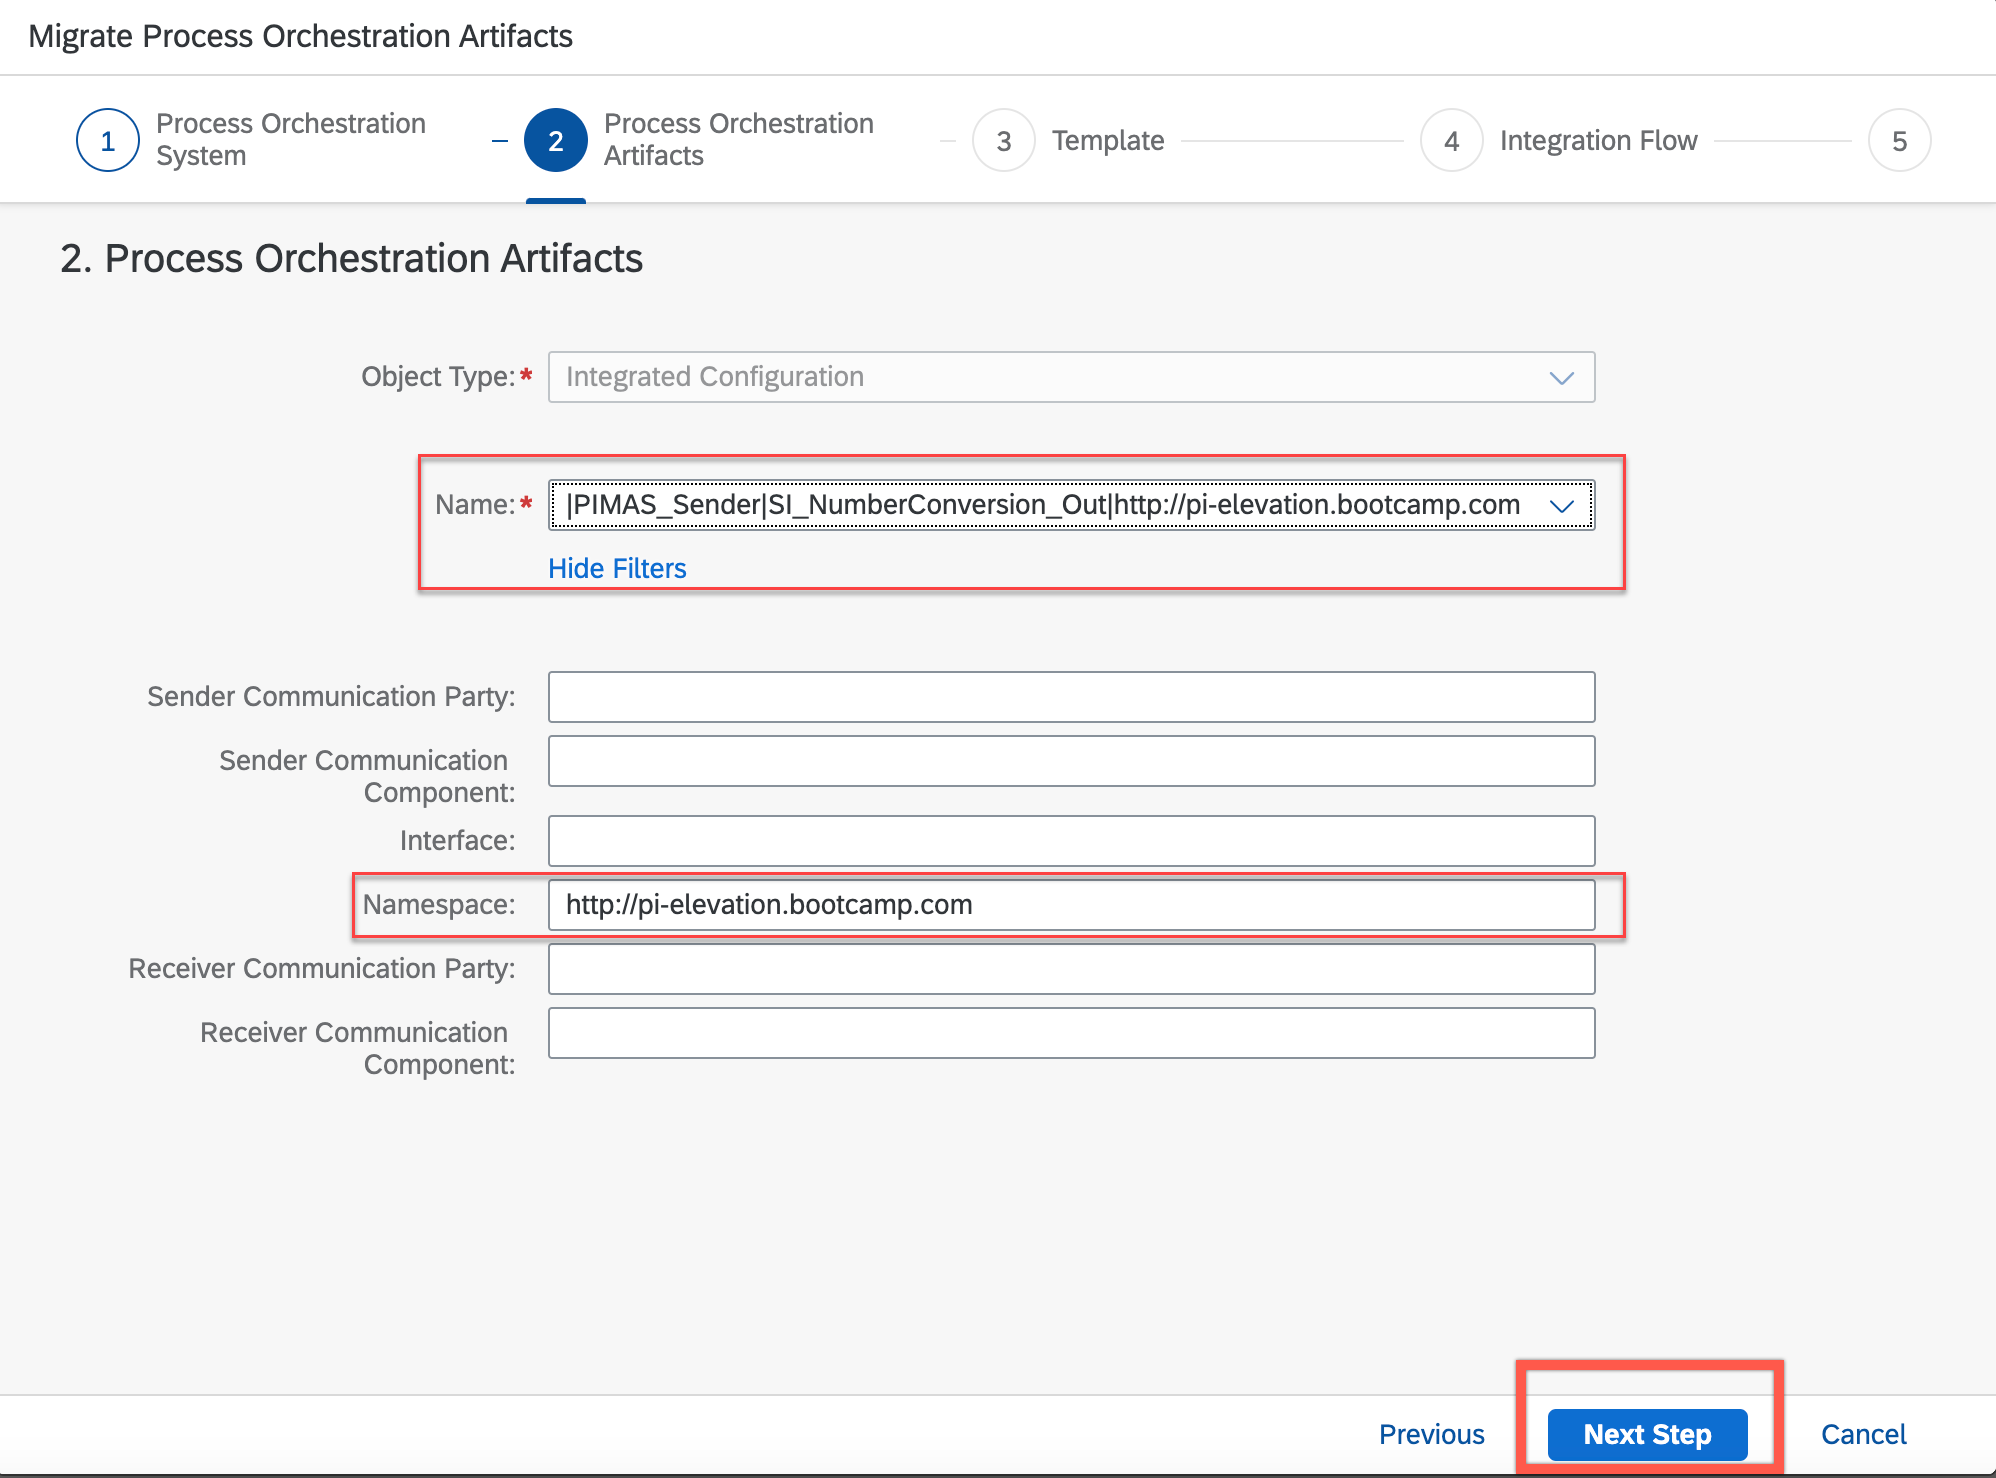 Migrate Process Orchestration Artifacts
1 Process Orchestration System
2 Process Orchestration Artifacts
3 Template
4 Integration Flow
5
2. Process Orchestration Artifacts
Object Type:* Integrated Configuration
Name:* |PIMAS_Sender|SI_NumberConversion_Out|http://pi-elevation.bootcamp.com
Hide Filters
Sender Communication Party:
Sender Communication
Component:
Interface:
Namespace: http://pi-elevation.bootcamp.com
Receiver Communication Party:
Receiver Communication
Component:
Previous Next Step Cancel